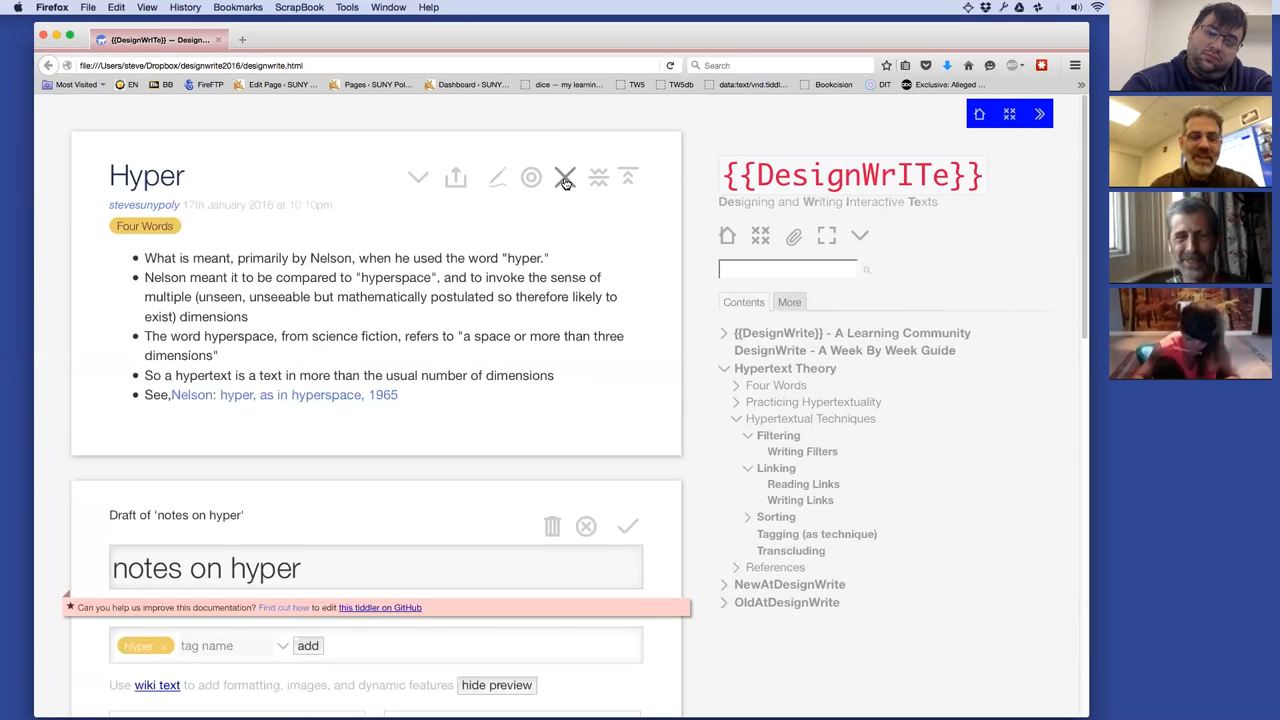 Firefox File Edit View History Bookmarks ScrapBook Tools Window Help
{{DesignWrITe}} — Design...
file:///Users/steve/Dropbox/designwrite2016/designwrite.html
Search
Most Visited EN BB FireFTP Edit Page - SUNY ... Pages - SUNY Pol... Dashboard - SUNY... dice — my learnin... TW5 TW5db data:text/vnd.tiddl... Bookcision DIT Exclusive: Alleged ...
Hyper
stevesunypoly 17th January 2016 at 10:10pm
Four Words
What is meant, primarily by Nelson, when he used the word "hyper."
Nelson meant it to be compared to "hyperspace", and to invoke the sense of
multiple (unseen, unseeable but mathematically postulated so therefore likely to
exist) dimensions
The word hyperspace, from science fiction, refers to "a space or more than three
dimensions"
So a hypertext is a text in more than the usual number of dimensions
See,Nelson: hyper, as in hyperspace, 1965
Draft of 'notes on hyper'
notes on hyper
Can you help us improve this documentation? Find out how to edit this tiddler on GitHub
Hyper × tag name add
Use wiki text to add formatting, images, and dynamic features hide preview
{{DesignWrITe}}
Designing and Writing Interactive Texts
Contents More
{{DesignWrite}} - A Learning Community
DesignWrite - A Week By Week Guide
Hypertext Theory
Four Words
Practicing Hypertextuality
Hypertextual Techniques
Filtering
Writing Filters
Linking
Reading Links
Writing Links
Sorting
Tagging (as technique)
Transcluding
References
NewAtDesignWrite
OldAtDesignWrite